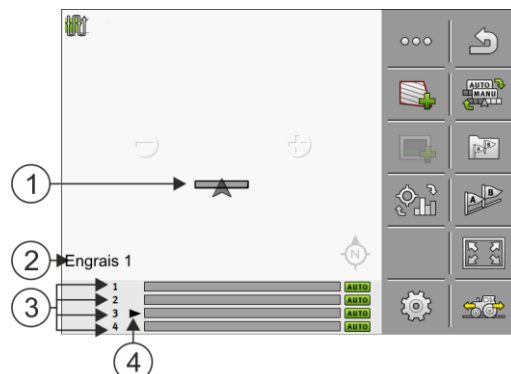 AUTO
MANU
A B
A B
1
2
Engrais 1
N
3
1 AUTO
2 AUTO
3 AUTO
4 AUTO
4